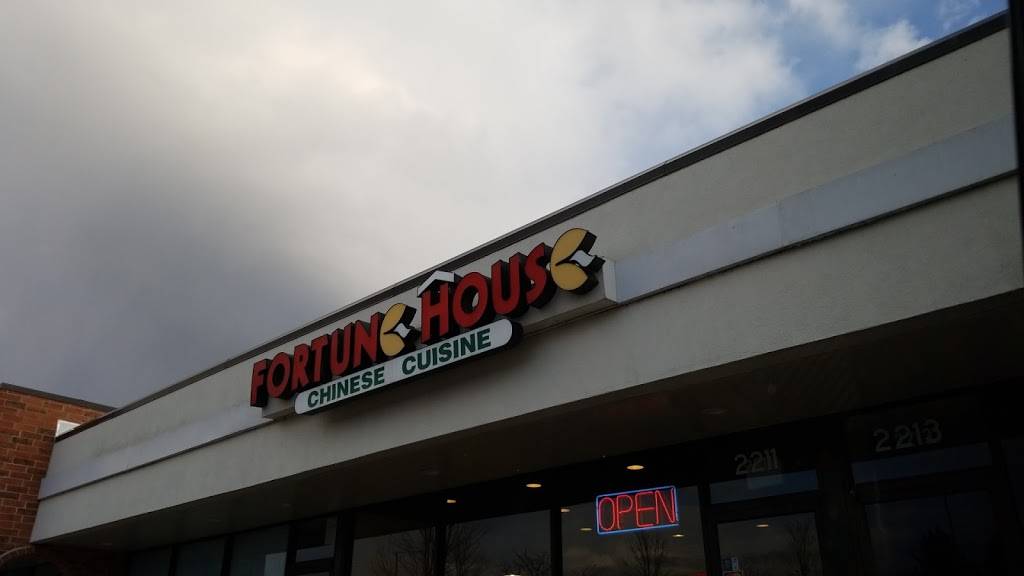 FORTUNE HOUSE
CHINESE CUISINE
OPEN
2211
2213